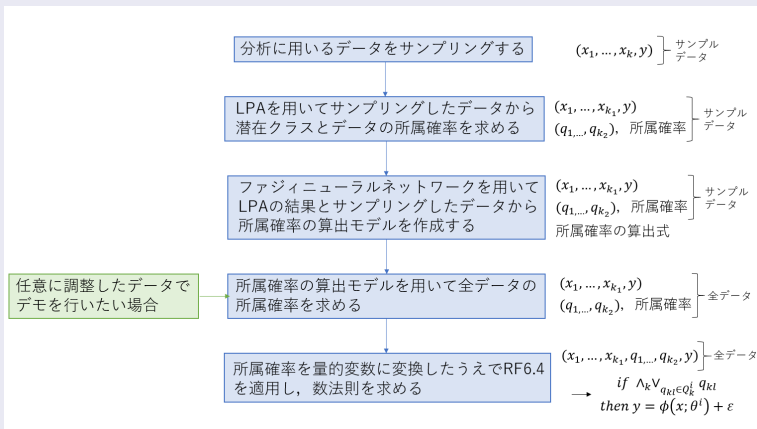 分析に用いるデータをサンプリングする
(x₁, ..., xₖ, y)
サンプル
データ
LPAを用いてサンプリングしたデータから
潜在クラスとデータの所属確率を求める
(x₁, ..., xₖ₁, y)
(q₁,..., qₖ₂), 所属確率
サンプル
データ
ファジィニューラルネットワークを用いて
LPAの結果とサンプリングしたデータから
所属確率の算出モデルを作成する
(x₁, ..., xₖ₁, y)
(q₁,..., qₖ₂), 所属確率
所属確率の算出式
サンプル
データ
任意に調整したデータで
デモを行いたい場合
所属確率の算出モデルを用いて全データの
所属確率を求める
(x₁, ..., xₖ₁, y)
(q₁,..., qₖ₂), 所属確率
全データ
所属確率を量的変数に変換したうえでRF6.4
を適用し，数法則を求める
(x₁, ..., xₖ₁, q₁,..., qₖ₂, y)
全データ
if ∧ₖ∨_{qₖₗ∈Qₖⁱ} qₖₗ
then y = ϕ(x; θⁱ) + ε